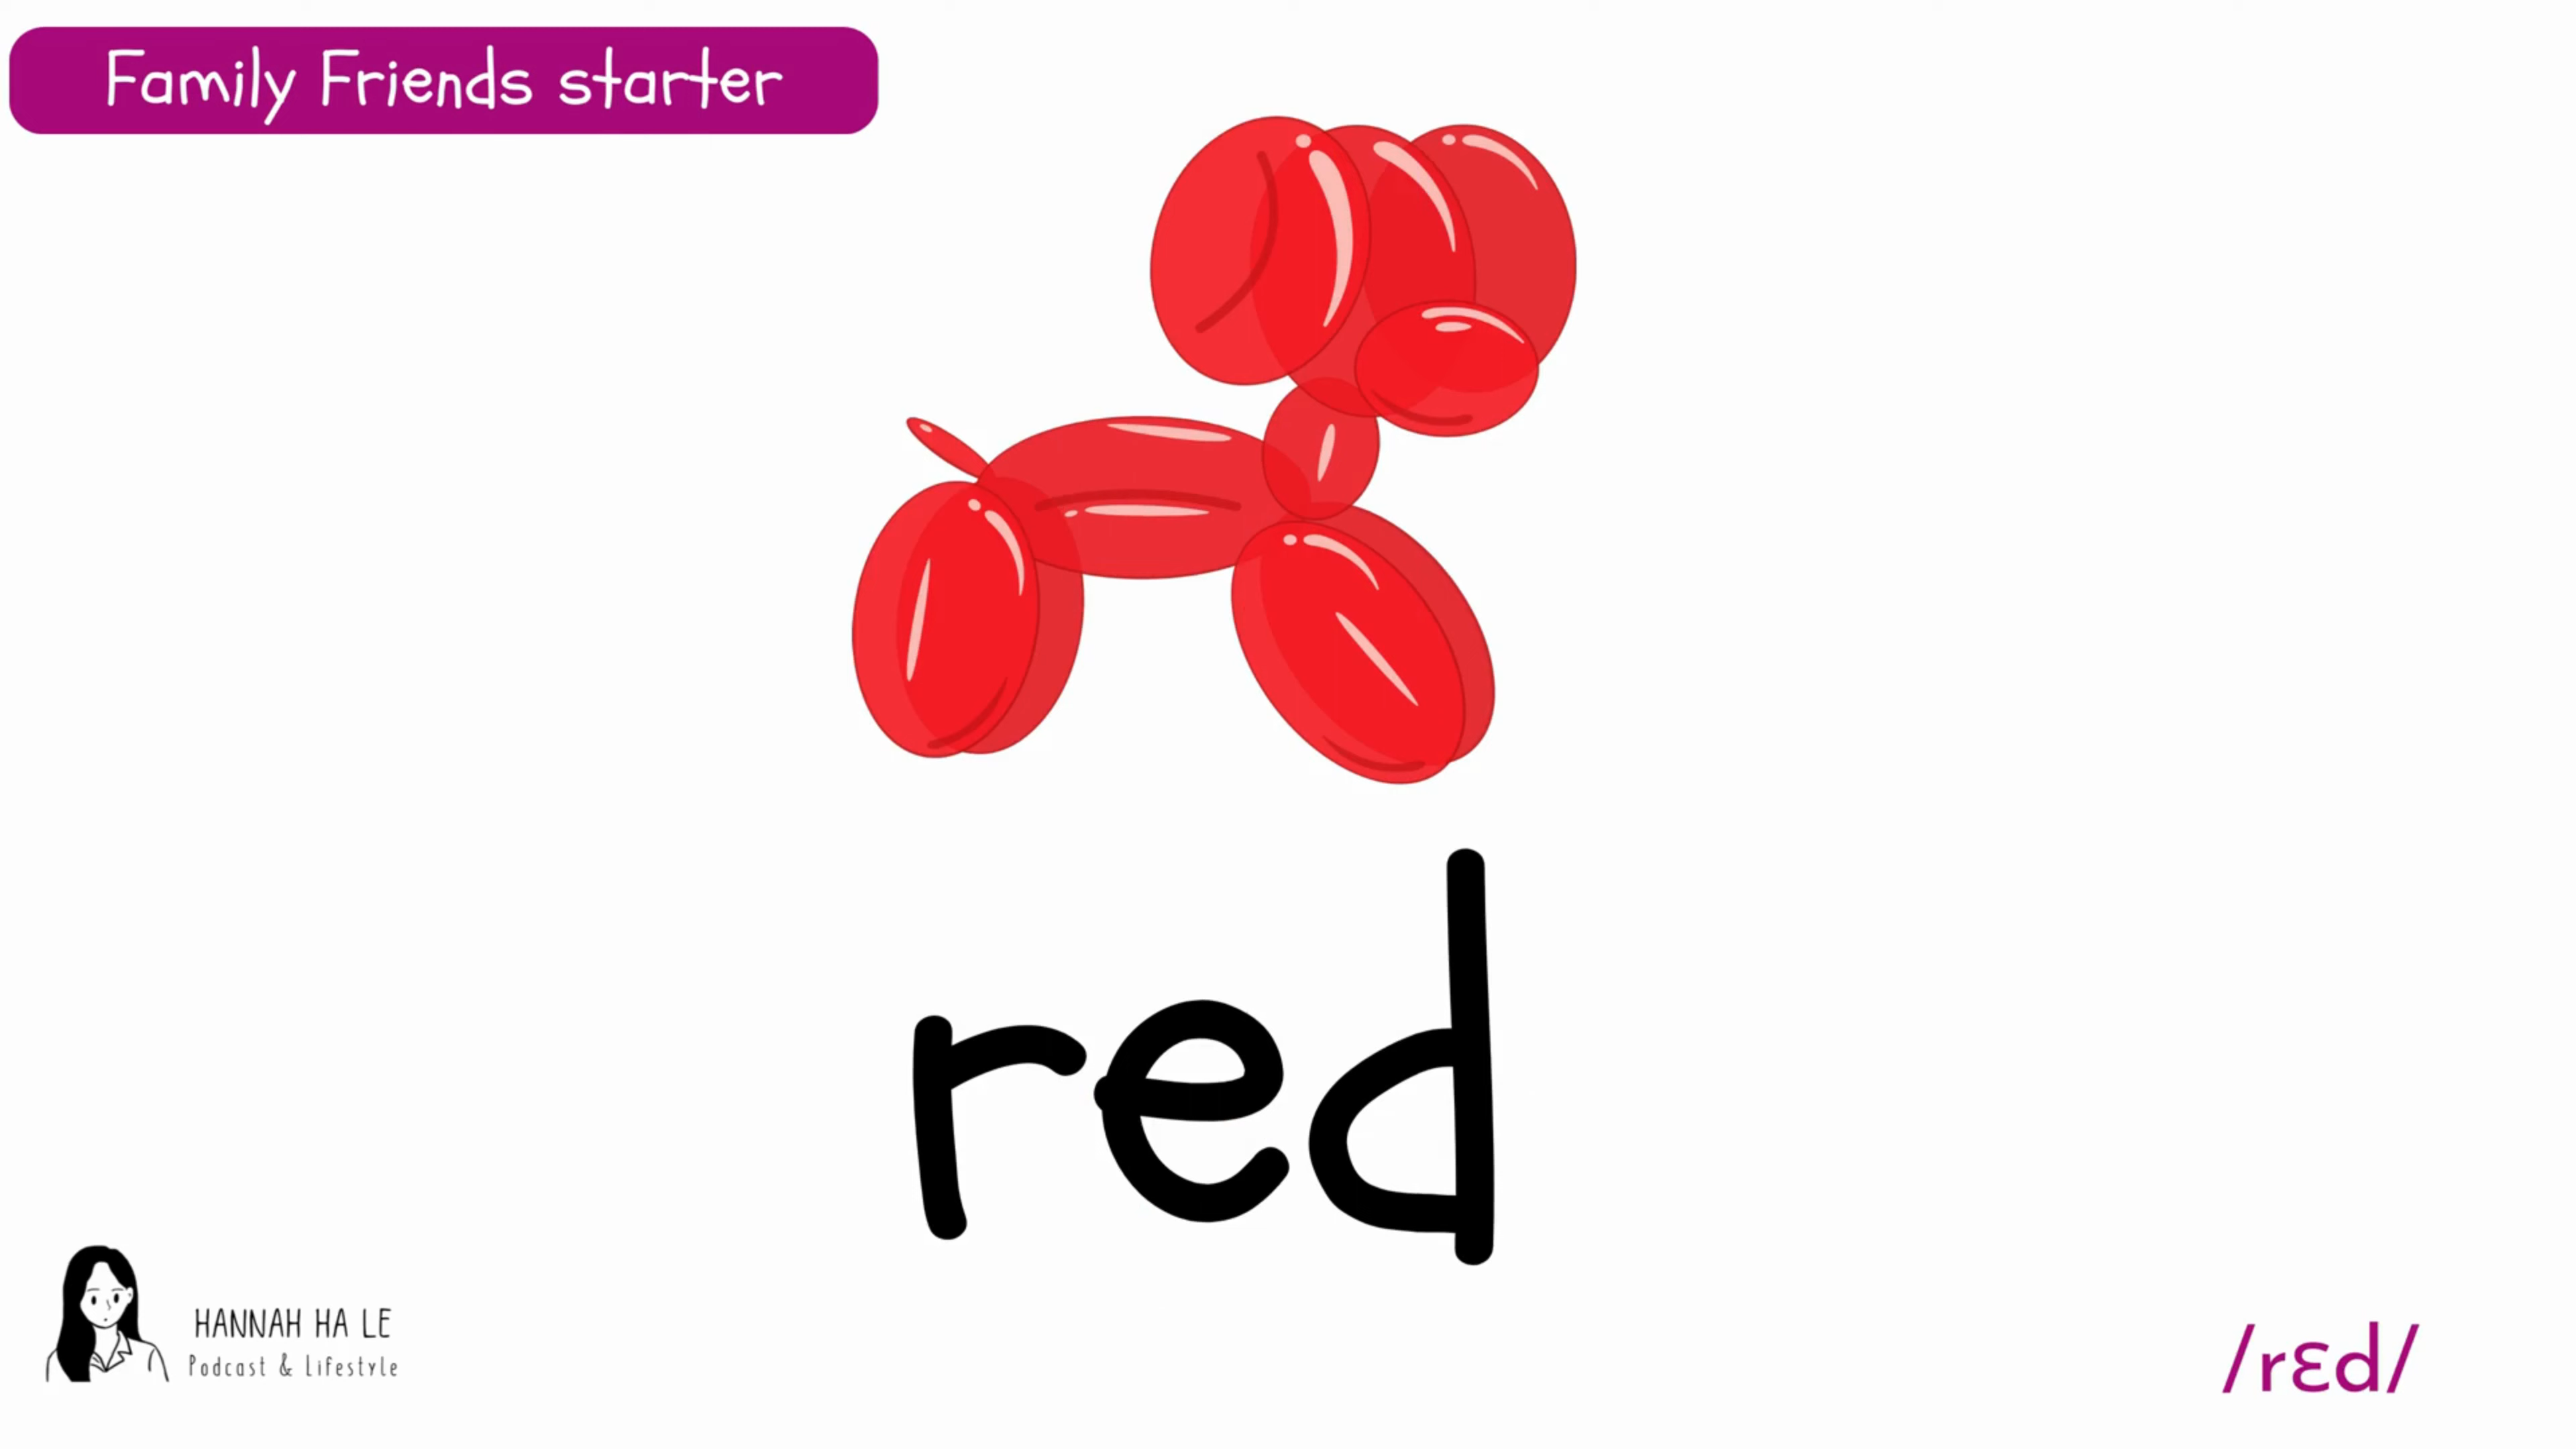 Family Friends starter
red
HANNAH HA LE
Podcast & Lifestyle
/rɛd/